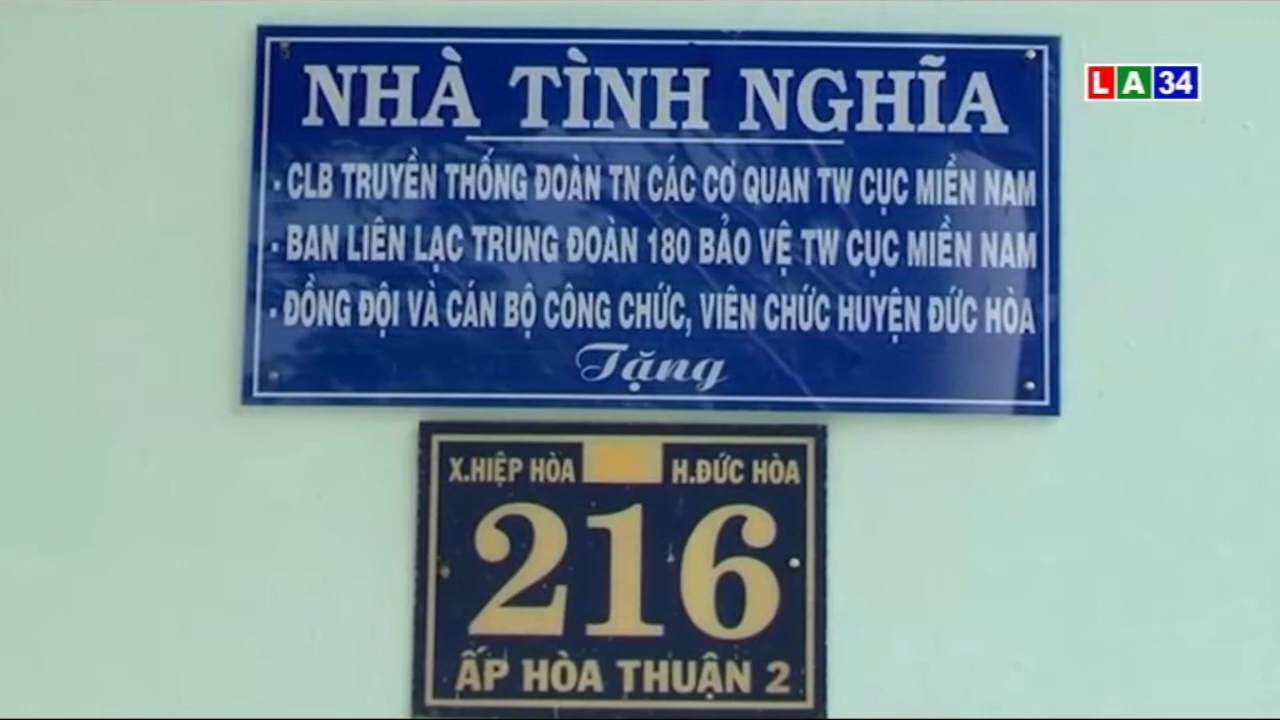 NHÀ TÌNH NGHĨA
LA34
- CLB TRUYỀN THỐNG ĐOÀN TN CÁC CƠ QUAN TW CỤC MIỀN NAM
- BAN LIÊN LẠC TRUNG ĐOÀN 180 BẢO VỆ TW CỤC MIỀN NAM
- ĐỒNG ĐỘI VÀ CÁN BỘ CÔNG CHỨC, VIÊN CHỨC HUYỆN ĐỨC HÒA
Tặng
X.HIỆP HÒA H.ĐỨC HÒA
216
ẤP HÒA THUẬN 2